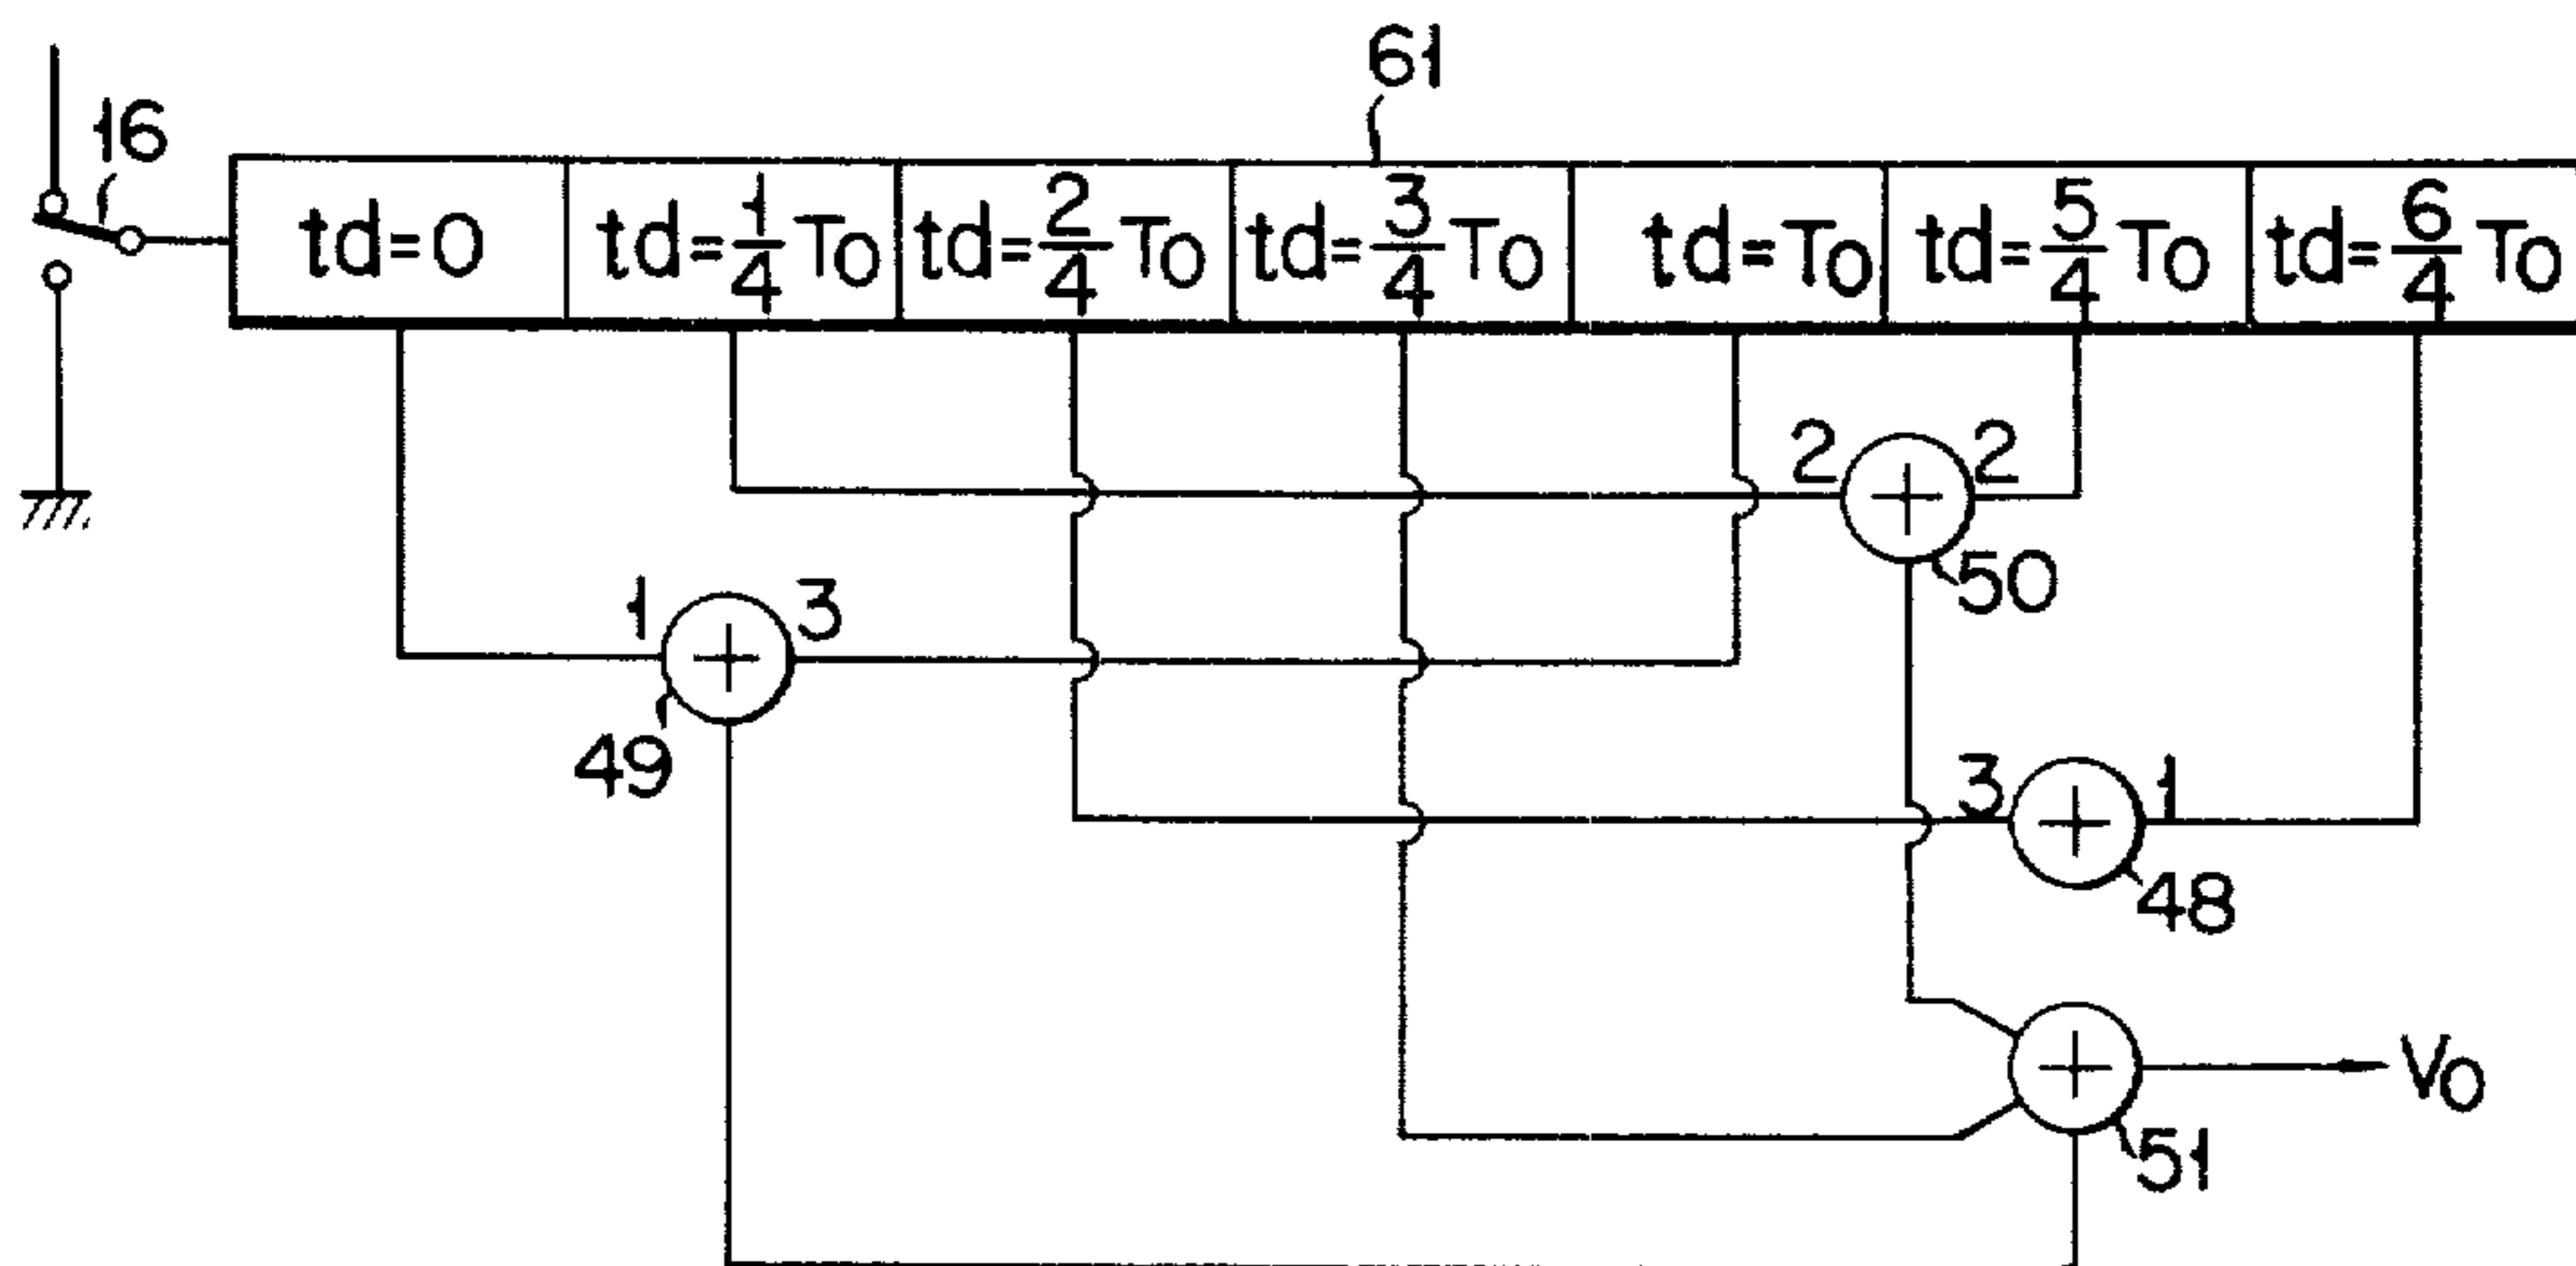 61
16
td=0
td=1/4 To
td=2/4 To
td=3/4 To
td=To
td=5/4 To
td=6/4 To
2 + 2
50
1 + 3
49
3 + 1
48
+
Vo
51